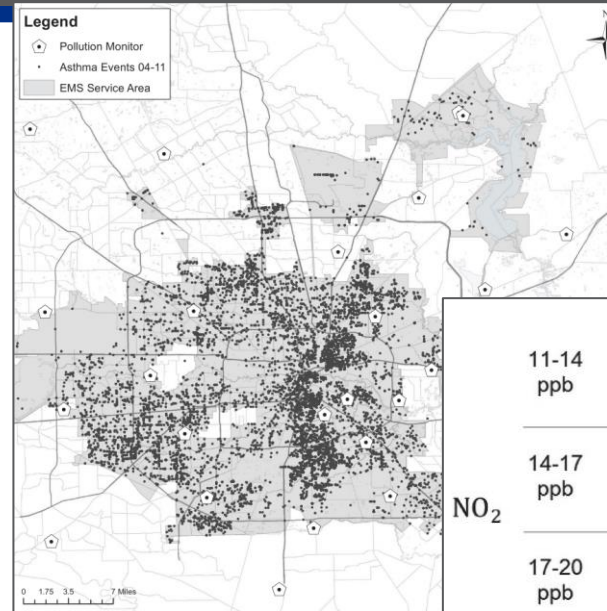 Legend
Pollution Monitor
Asthma Events 04-11
EMS Service Area
N
11-14
ppb
14-17
ppb
NO₂
17-20
ppb
0 1.75 3.5 7 Miles